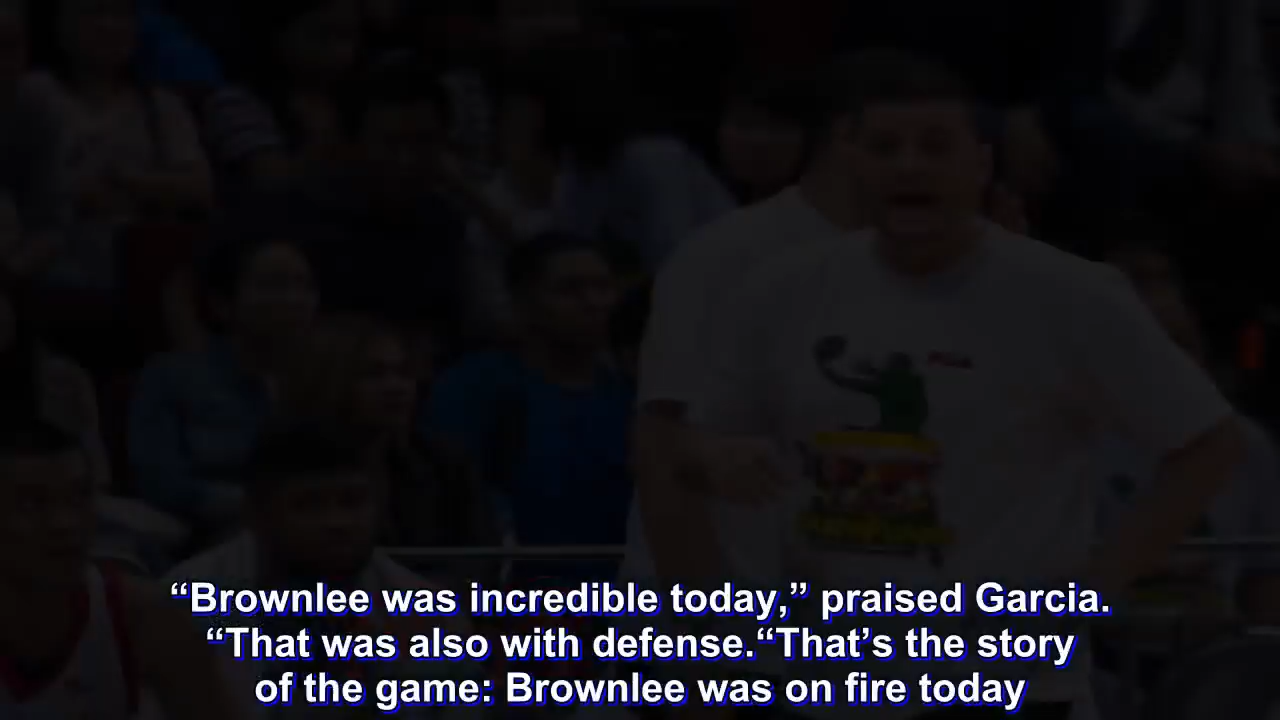 “Brownlee was incredible today,” praised Garcia.
“That was also with defense.“That’s the story
of the game: Brownlee was on fire today